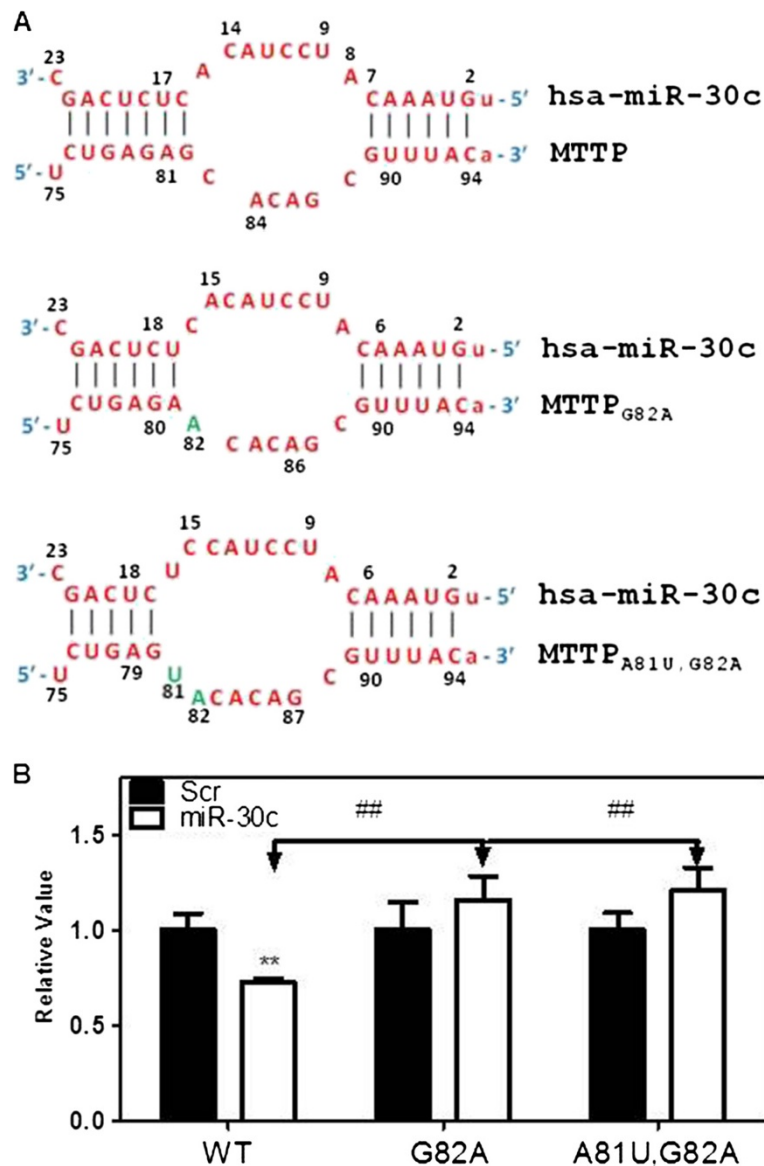 A
14 9
CAUCCU
23 17 A 8
3'-C A 7 2
GACUCUC CAAAUGu-5' hsa-miR-30c
CUGAGAG GUUUACa-3' MTTP
5'-U 81 C C 90 94
75 ACAG
84
15 9
ACAUCCU
23 18 C A 6 2
3'-C
GACUCU CAAAUGu-5' hsa-miR-30c
CUGAGA GUUUACa-3' MTTPG82A
5'-U 80 A C 90 94
75 82 CACAG
86
15 9
CCAUCCU
23 18 U A 6 2
3'-C
GACUC CAAAUGu-5' hsa-miR-30c
CUGAG GUUUACa-3' MTTPA81U,G82A
5'-U 79 U C 90 94
75 81 ACACAG
82 87
B
Scr
miR-30c
## ##
1.5
1.0
0.5
0.0
Relative Value
**
WT G82A A81U,G82A